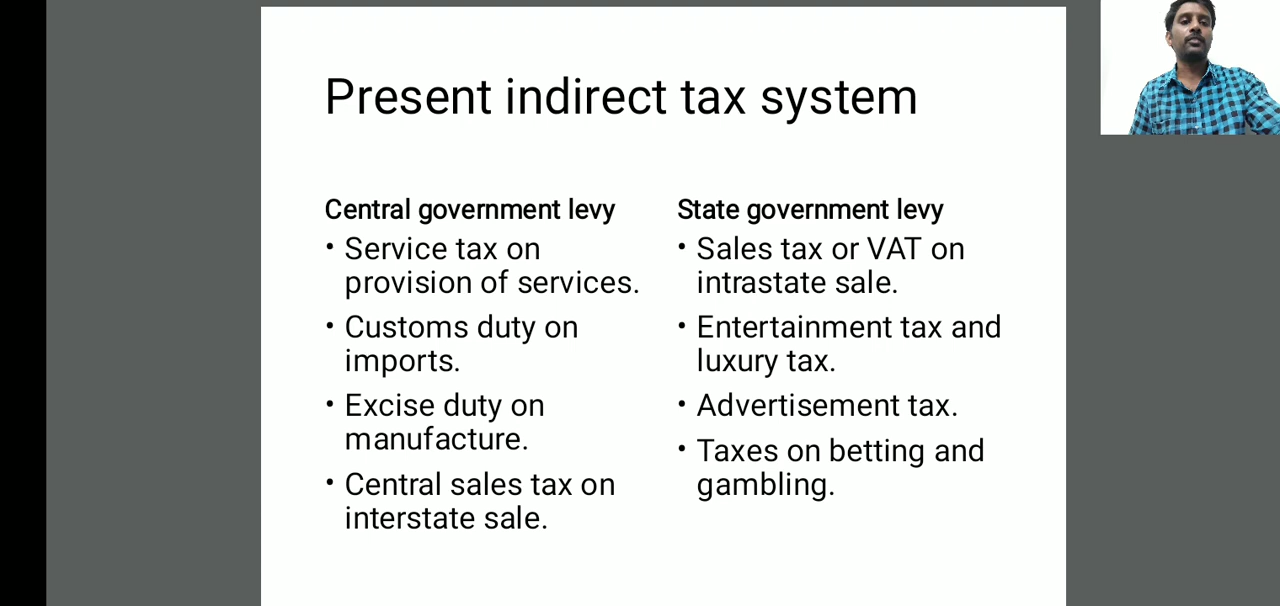 Present indirect tax system
Central government levy
• Service tax on
provision of services.
• Customs duty on
imports.
• Excise duty on
manufacture.
• Central sales tax on
interstate sale.
State government levy
• Sales tax or VAT on
intrastate sale.
• Entertainment tax and
luxury tax.
• Advertisement tax.
• Taxes on betting and
gambling.